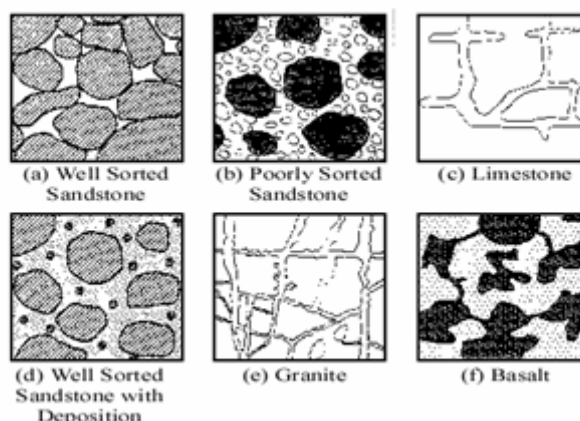 (a) Well Sorted
Sandstone
(b) Poorly Sorted
Sandstone
(c) Limestone
(d) Well Sorted
Sandstone with
Deposition
(e) Granite
(f) Basalt